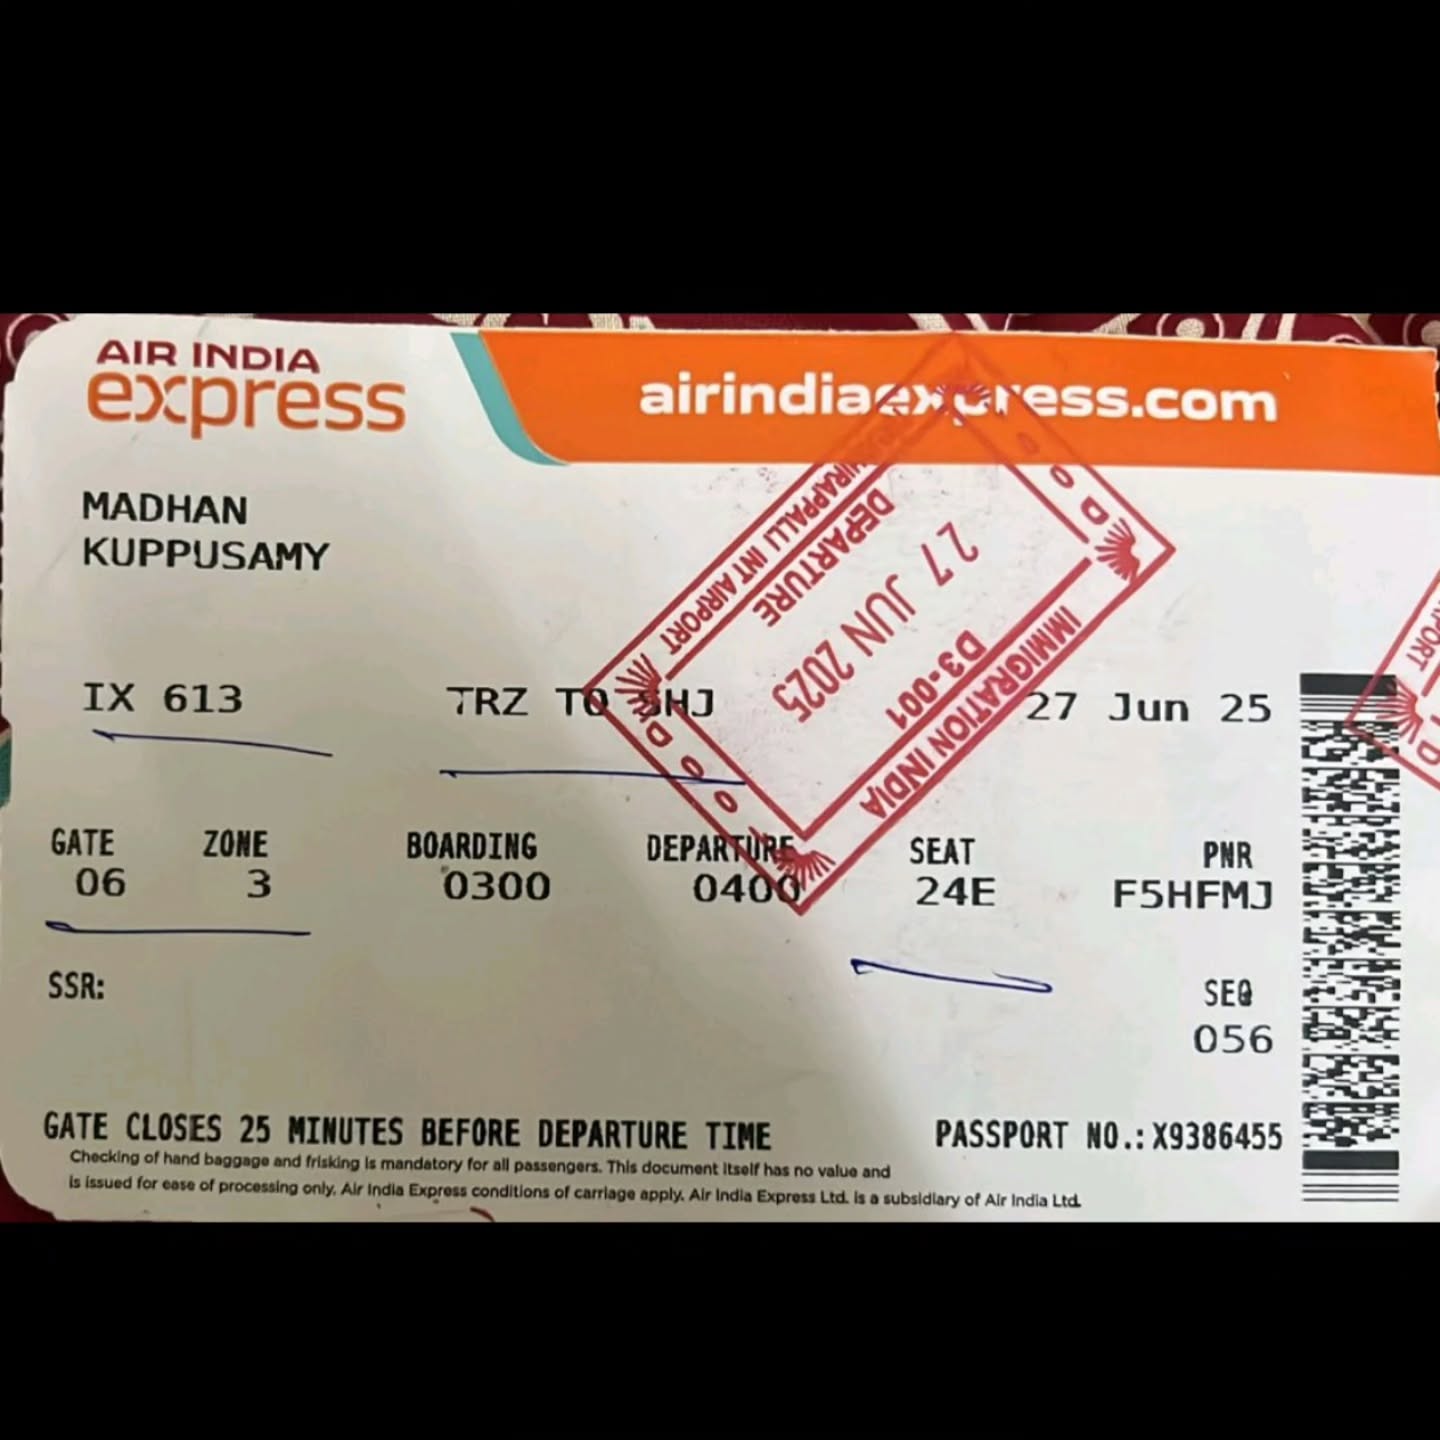 AIR INDIA
express
airindiaexpress.com
MADHAN
KUPPUSAMY
IX 613 TRZ TO SHJ 27 Jun 25
GATE ZONE BOARDING DEPARTURE SEAT PNR
06 3 0300 0400 24E F5HFMJ
SSR:
SEQ
056
GATE CLOSES 25 MINUTES BEFORE DEPARTURE TIME PASSPORT NO.: X9386455
Checking of hand baggage and frisking is mandatory for all passengers. This document itself has no value and
is issued for ease of processing only. Air India Express conditions of carriage apply. Air India Express Ltd. is a subsidiary of Air India Ltd.
IMMIGRATION INDIA
D3-001
27 JUN 2025
DEPARTURE
INT AIRPORT